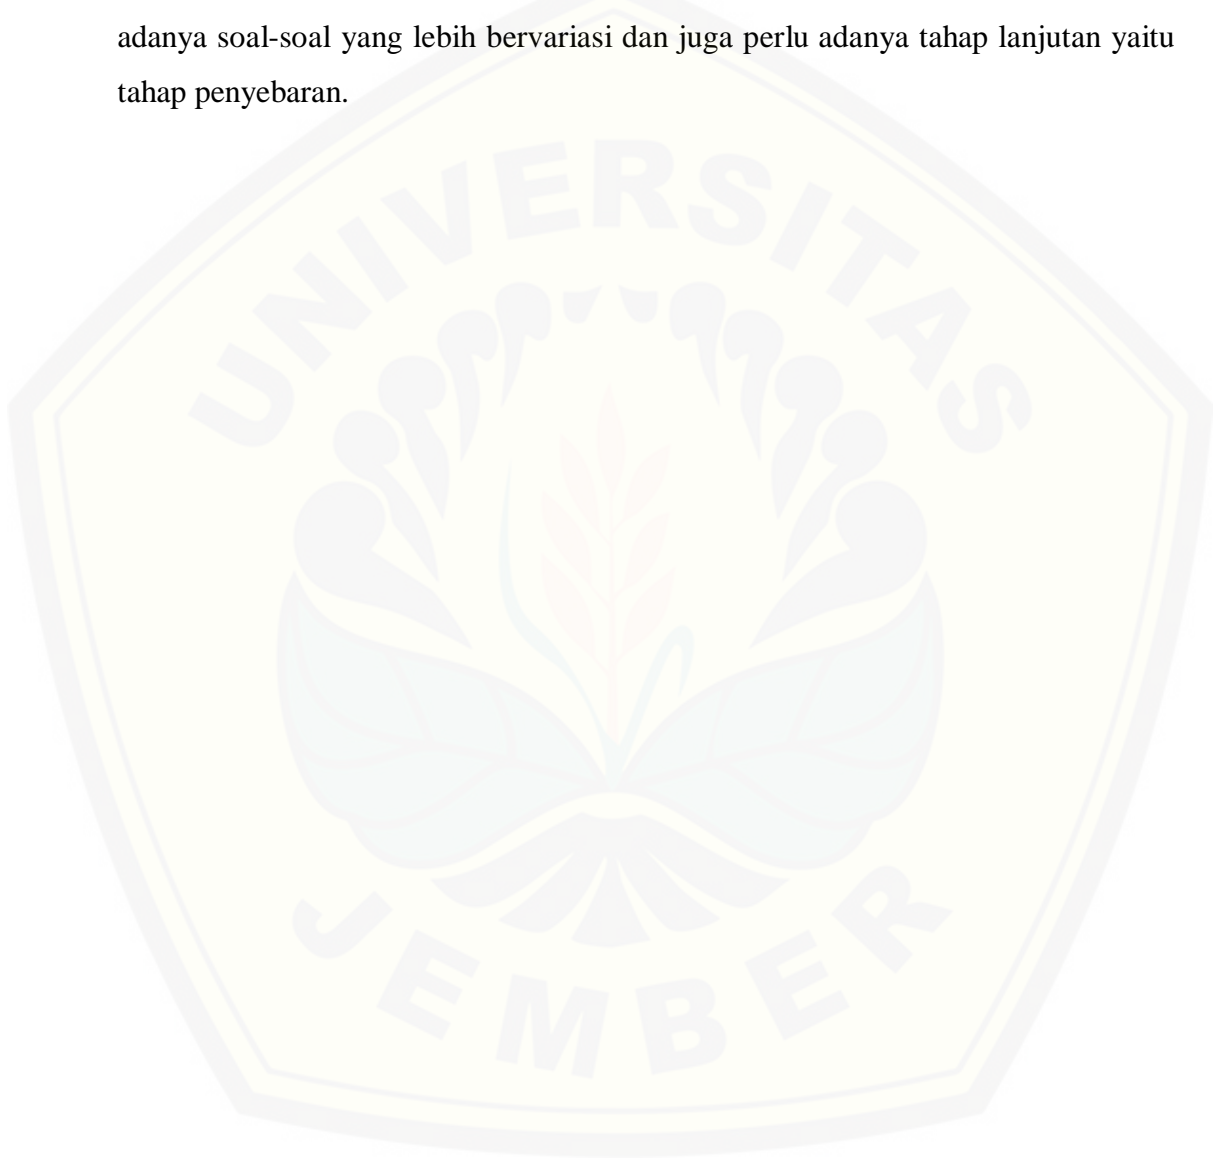 adanya soal-soal yang lebih bervariasi dan juga perlu adanya tahap lanjutan yaitu
tahap penyebaran.
UNIVERSITAS
JEMBER